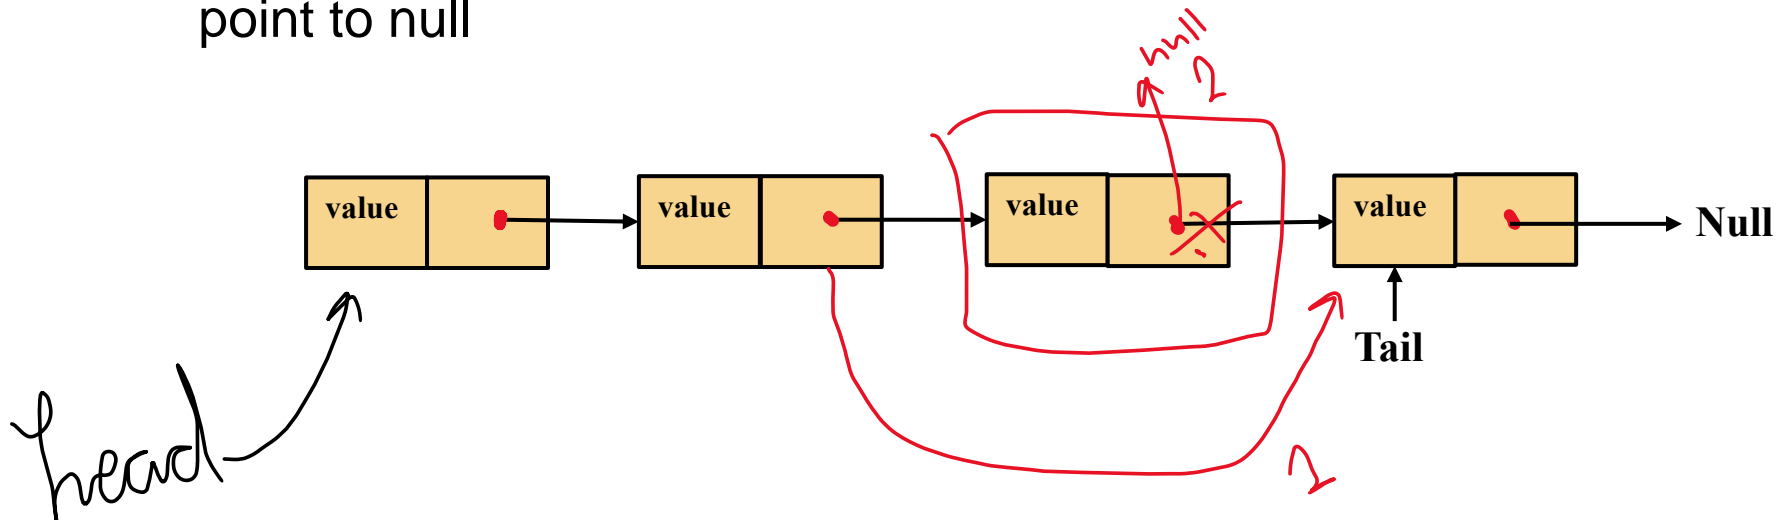 point to null
null
2
value value value value
Null
Tail
head
1